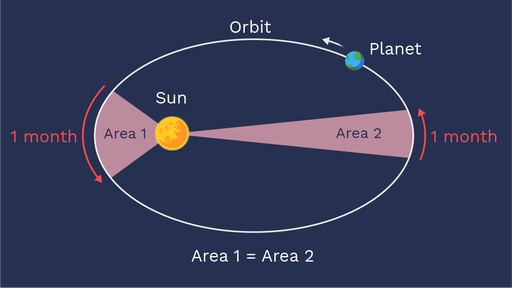 Orbit
Planet
Sun
1 month
Area 1
Area 2
1 month
Area 1 = Area 2